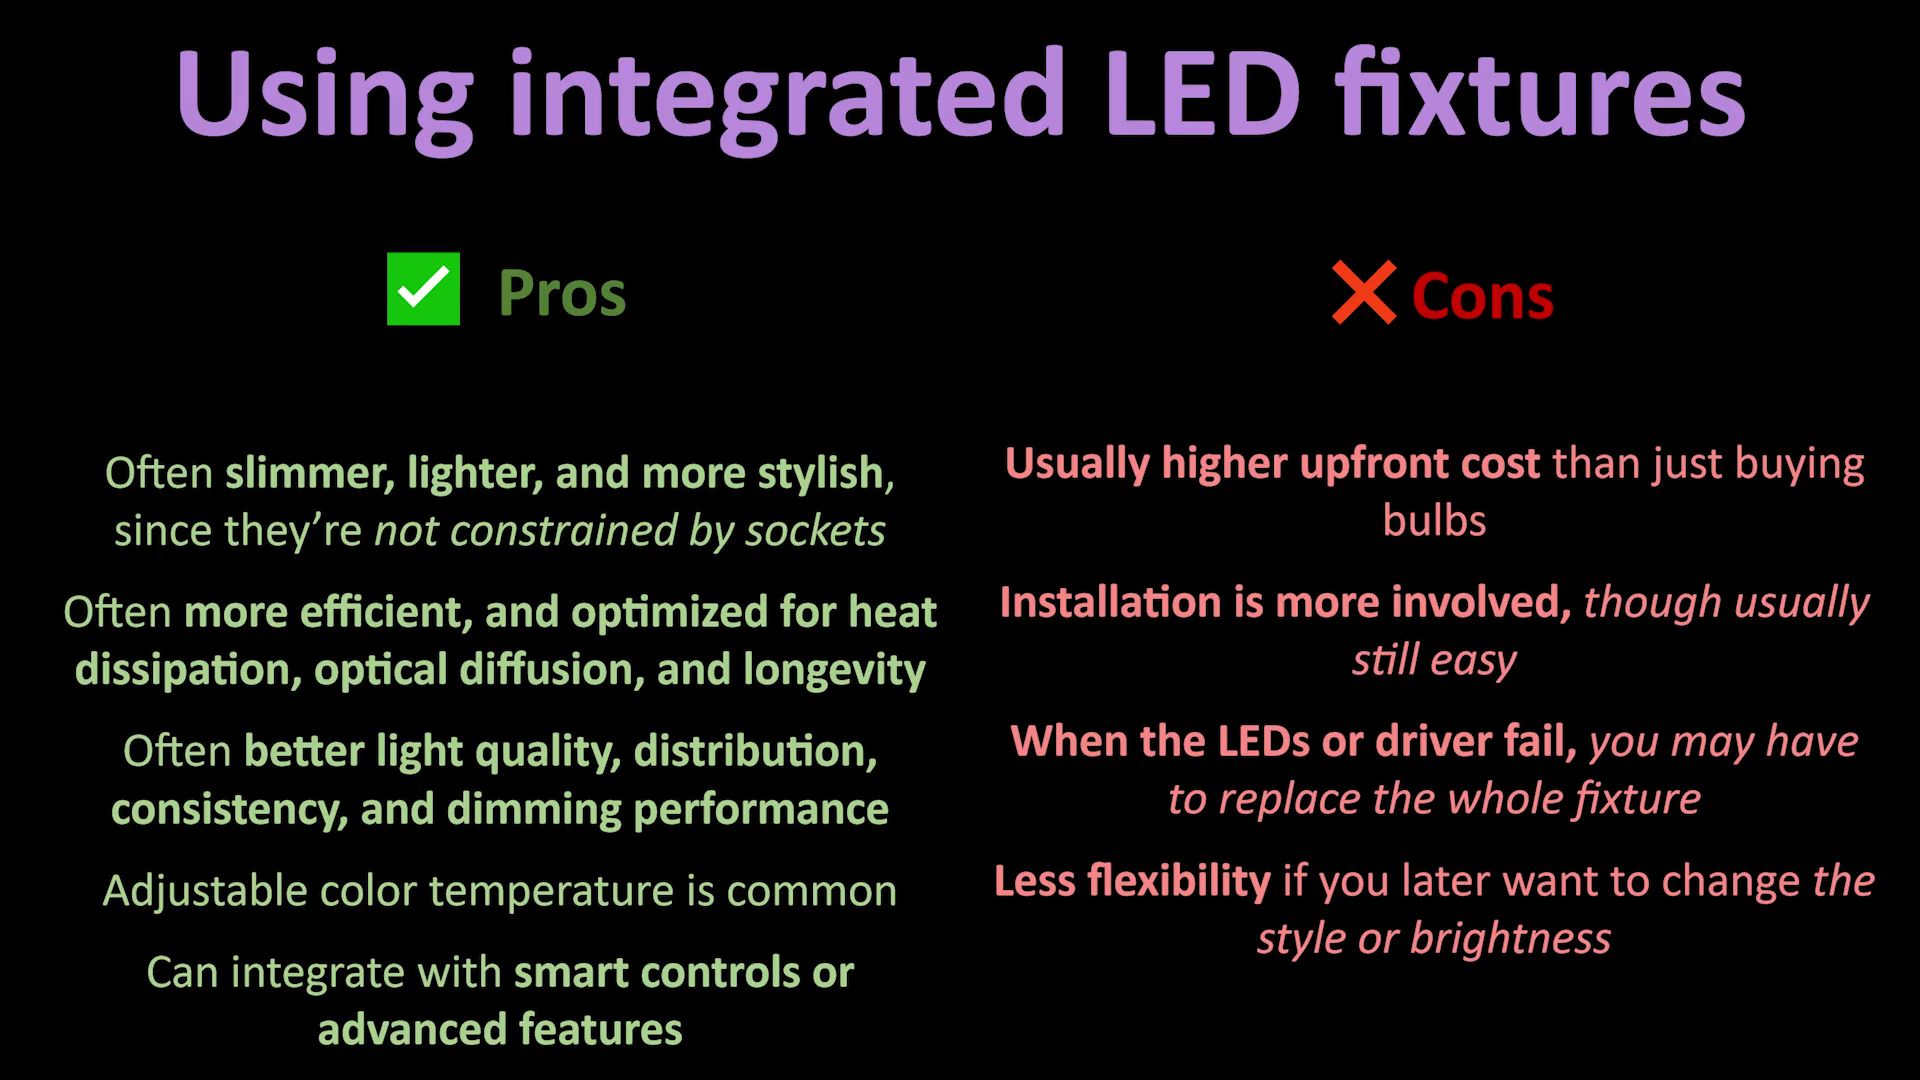 Using integrated LED fixtures
Pros
Often slimmer, lighter, and more stylish,
since they’re not constrained by sockets
Often more efficient, and optimized for heat
dissipation, optical diffusion, and longevity
Often better light quality, distribution,
consistency, and dimming performance
Adjustable color temperature is common
Can integrate with smart controls or
advanced features
Cons
Usually higher upfront cost than just buying
bulbs
Installation is more involved, though usually
still easy
When the LEDs or driver fail, you may have
to replace the whole fixture
Less flexibility if you later want to change the
style or brightness